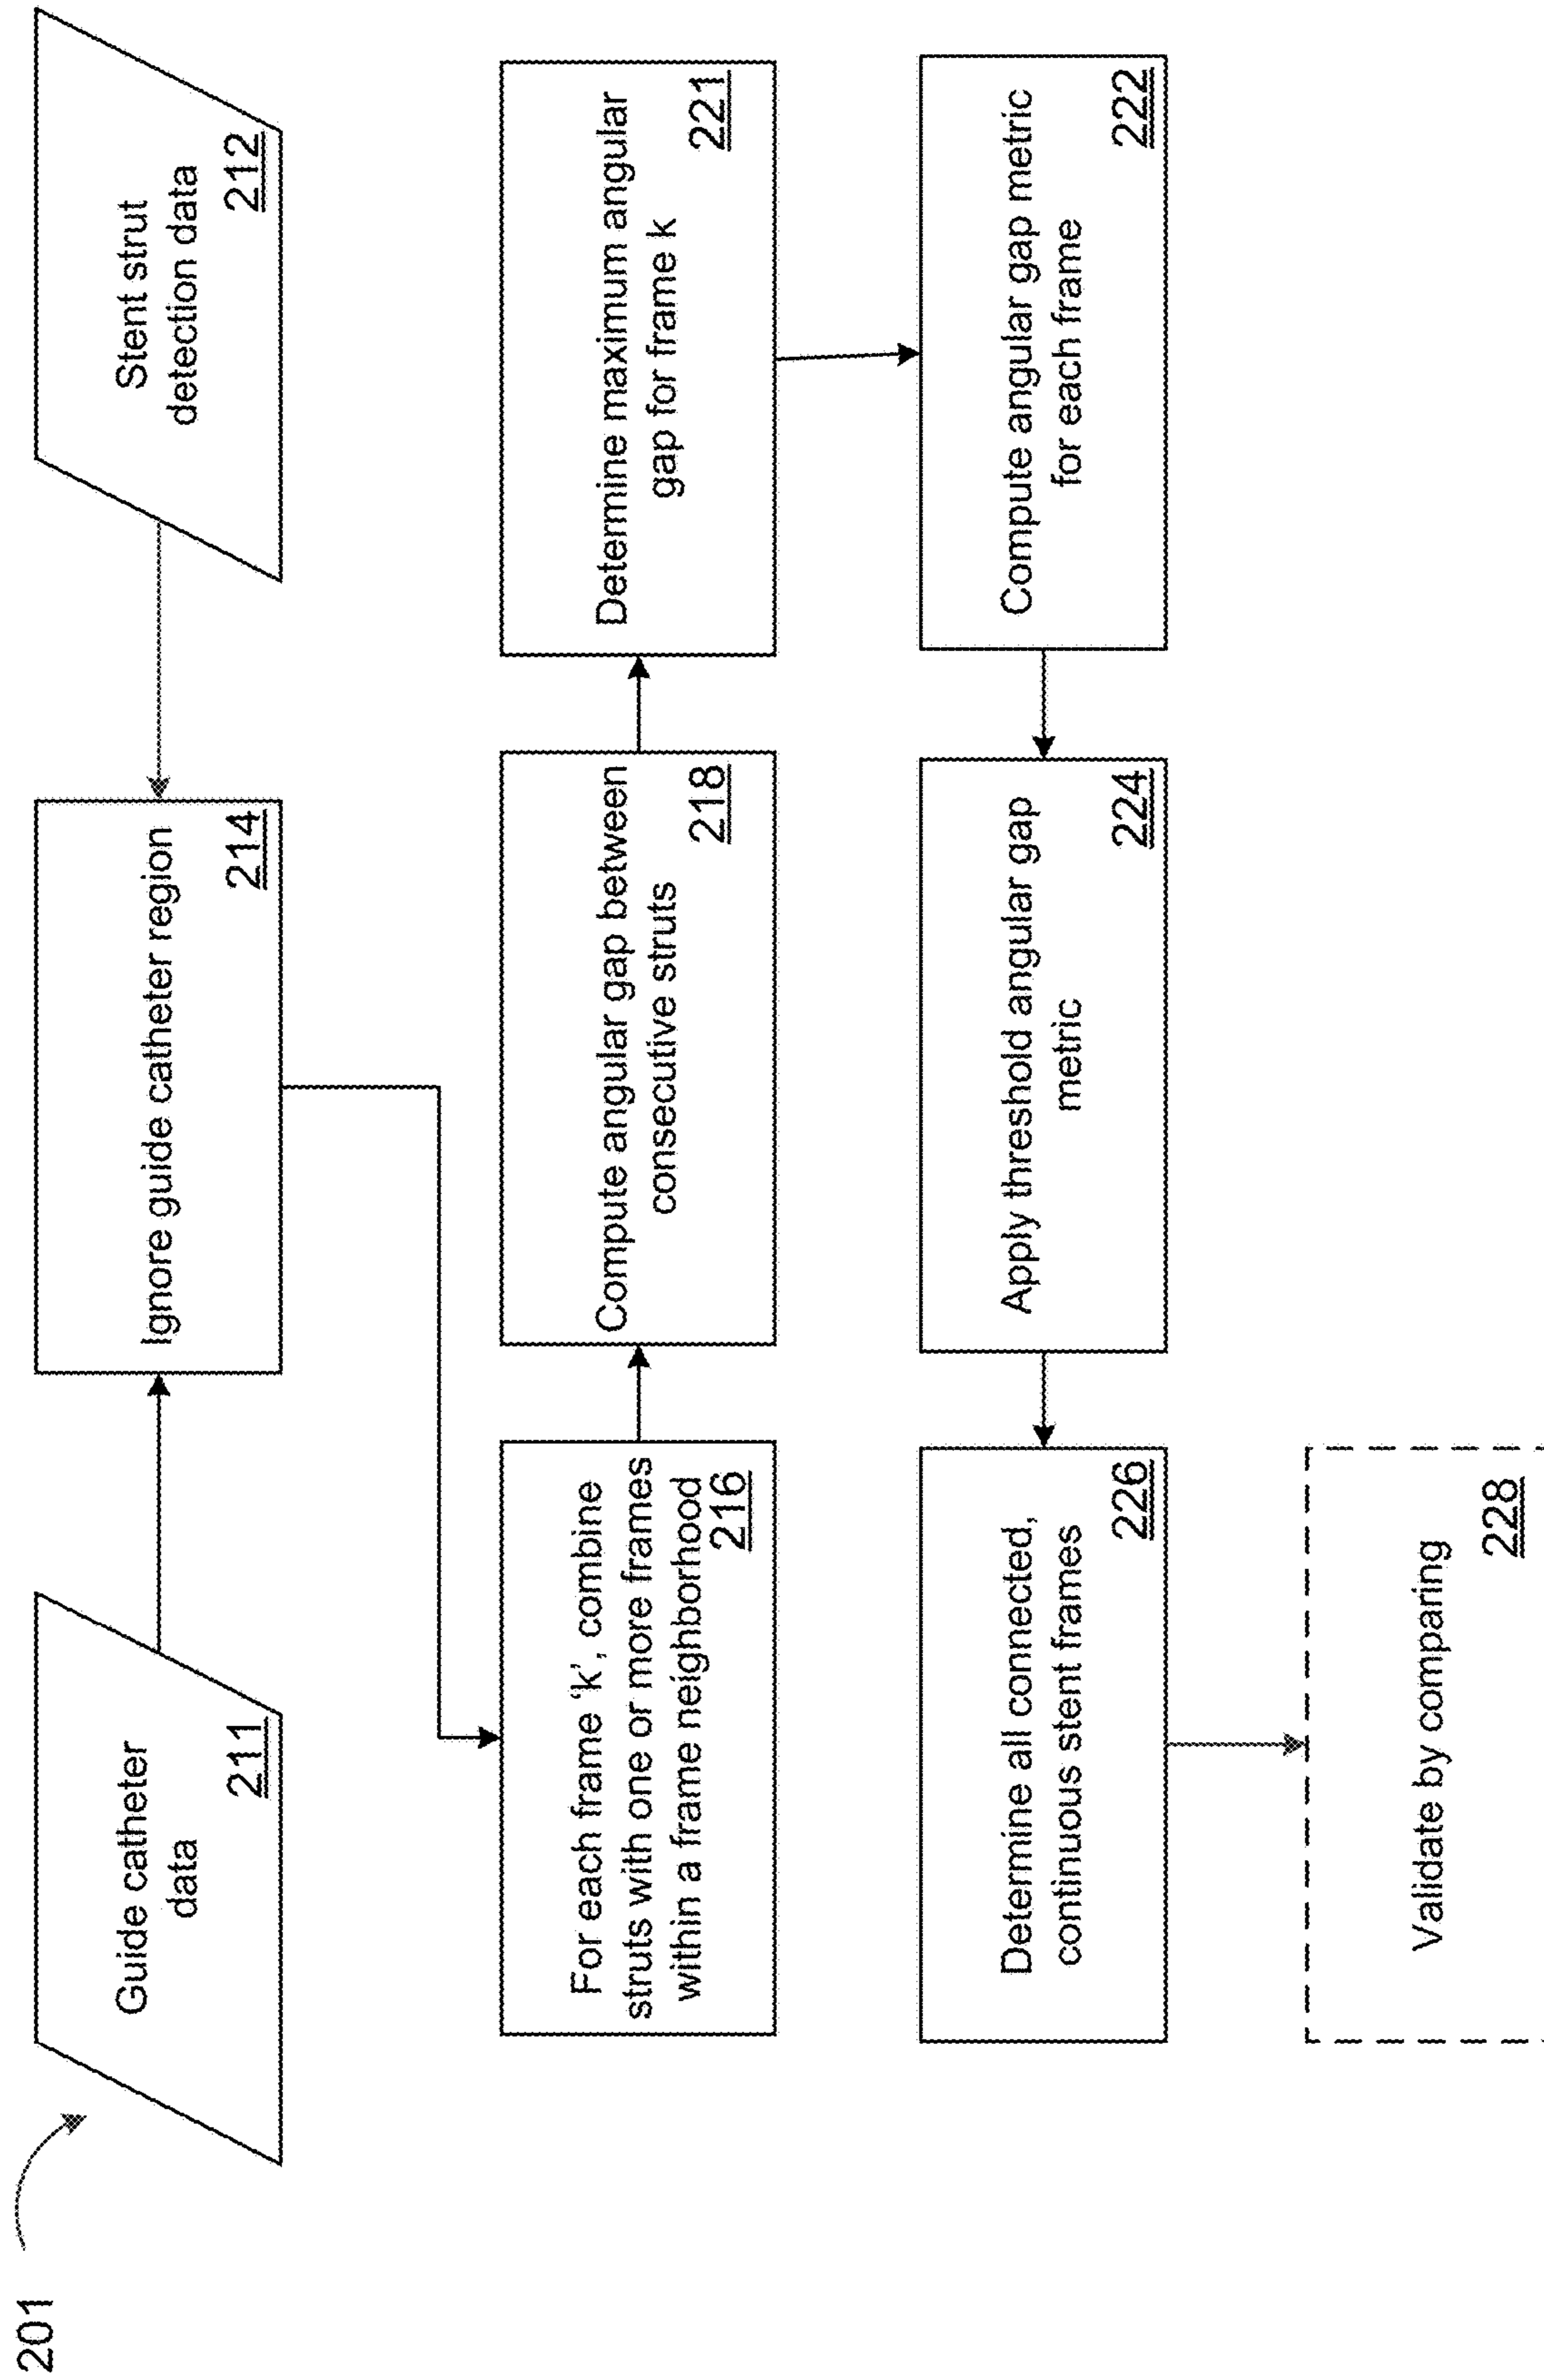 201
Guide catheter
data
211
Ignore guide catheter region
214
Stent strut
detection data
212
For each frame ‘k’, combine
struts with one or more frames
within a frame neighborhood
216
Compute angular gap between
consecutive struts
218
Determine maximum angular
gap for frame k
221
Compute angular gap metric
for each frame
222
Apply threshold angular gap
metric
224
Determine all connected,
continuous stent frames
226
Validate by comparing
228